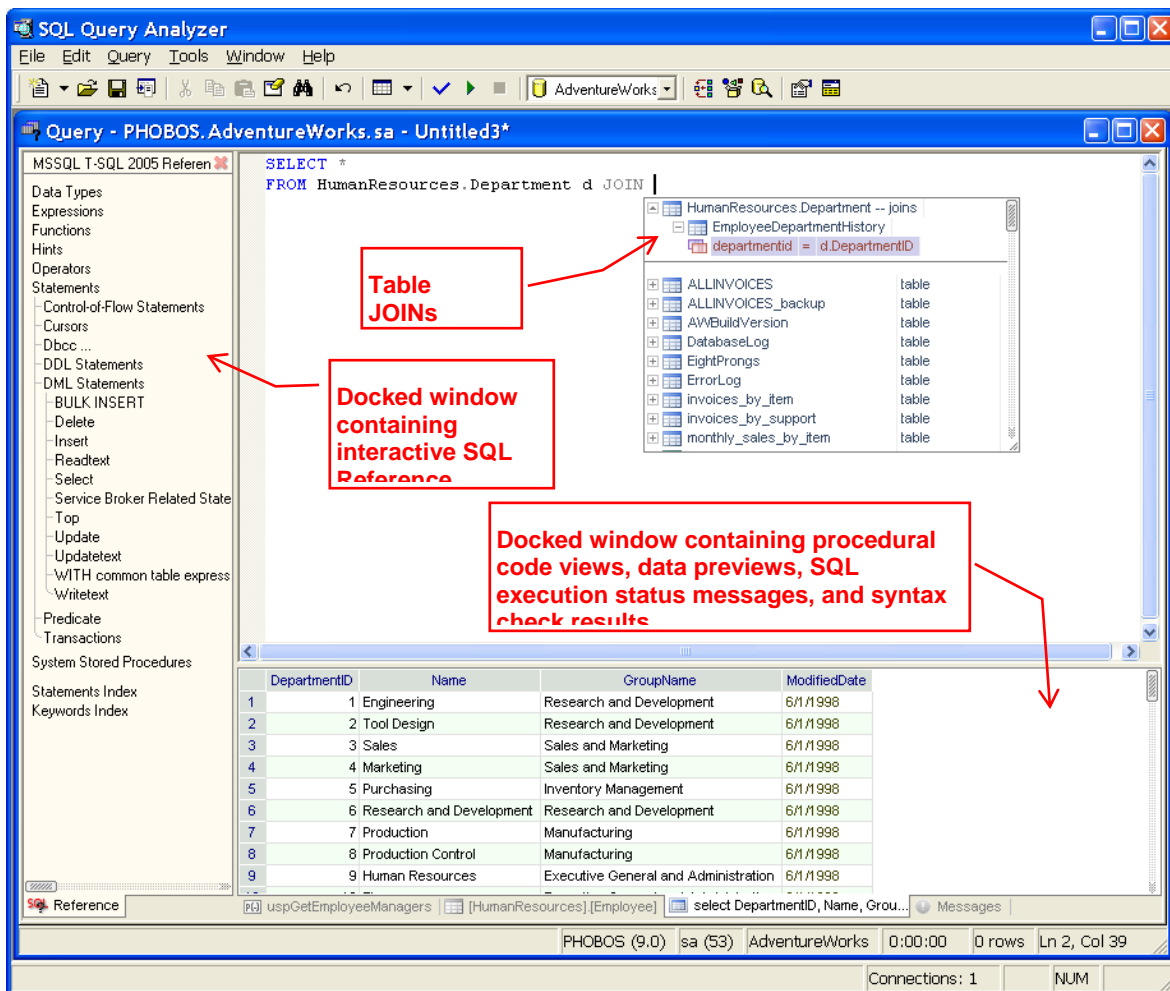 SQL Query Analyzer
File Edit Query Tools Window Help
AdventureWorks
Query - PHOBOS.AdventureWorks.sa - Untitled3*
MSSQL T-SQL 2005 Referen
Data Types
Expressions
Functions
Hints
Operators
Statements
Control-of-Flow Statements
Cursors
Dbcc ...
DDL Statements
DML Statements
BULK INSERT
Delete
Insert
Readtext
Select
Service Broker Related State
Top
Update
Updatetext
WITH common table express
Writetext
Predicate
Transactions
System Stored Procedures
Statements Index
Keywords Index
Reference
SELECT *
FROM HumanResources.Department d JOIN
HumanResources.Department -- joins
EmployeeDepartmentHistory
departmentid = d.DepartmentID
ALLINVOICES table
ALLINVOICES_backup table
AWBuildVersion table
DatabaseLog table
EightProngs table
ErrorLog table
invoices_by_item table
invoices_by_support table
monthly_sales_by_item table
Table
JOINs
Docked window
containing
interactive SQL
Reference
Docked window containing procedural
code views, data previews, SQL
execution status messages, and syntax
check results
DepartmentID Name GroupName ModifiedDate
1 1 Engineering Research and Development 6/1/1998
2 2 Tool Design Research and Development 6/1/1998
3 3 Sales Sales and Marketing 6/1/1998
4 4 Marketing Sales and Marketing 6/1/1998
5 5 Purchasing Inventory Management 6/1/1998
6 6 Research and Development Research and Development 6/1/1998
7 7 Production Manufacturing 6/1/1998
8 8 Production Control Manufacturing 6/1/1998
9 9 Human Resources Executive General and Administration 6/1/1998
uspGetEmployeeManagers [HumanResources].[Employee] select DepartmentID, Name, Grou... Messages
PHOBOS (9.0) sa (53) AdventureWorks 0:00:00 0 rows Ln 2, Col 39
Connections: 1 NUM